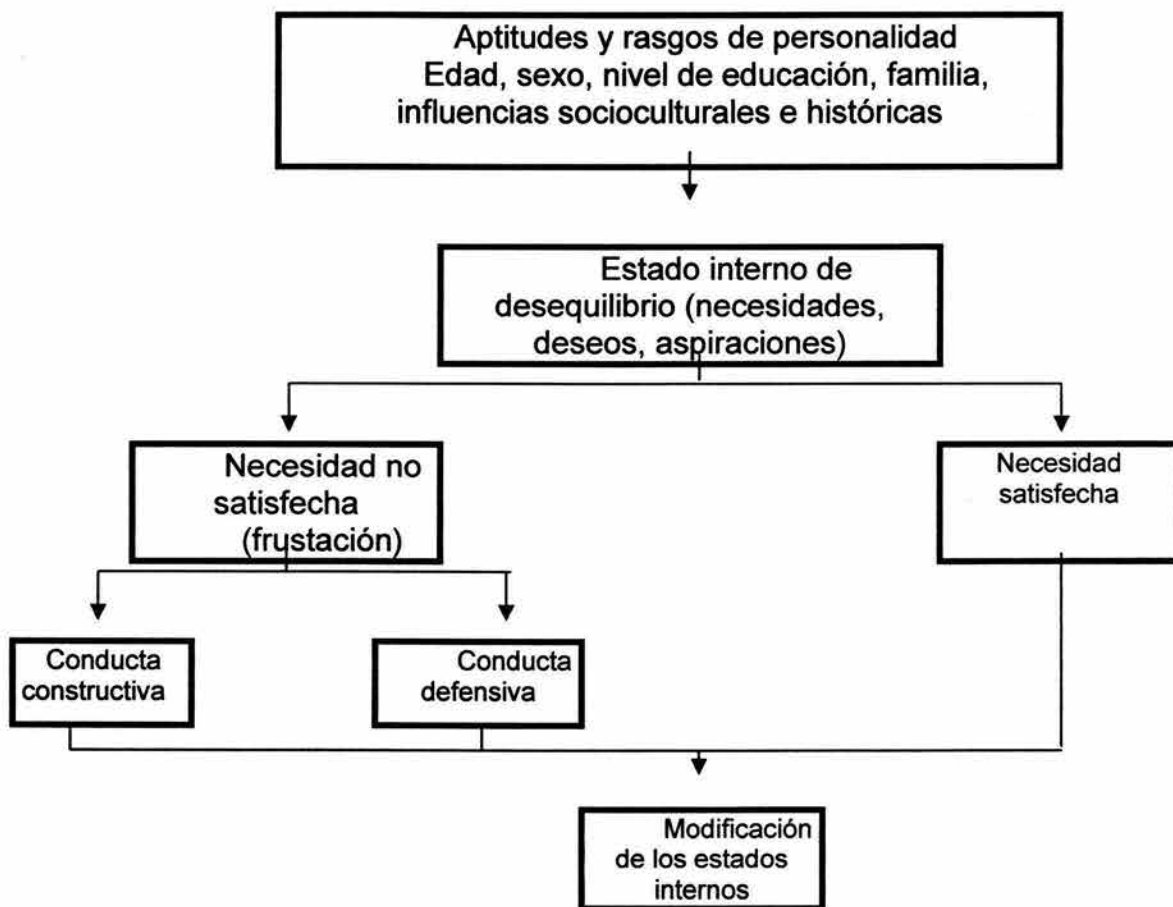 Aptitudes y rasgos de personalidad
Edad, sexo, nivel de educación, familia,
influencias socioculturales e históricas
Estado interno de
desequilibrio (necesidades,
deseos, aspiraciones)
Necesidad no
satisfecha
(frustación)
Necesidad
satisfecha
Conducta
constructiva
Conducta
defensiva
Modificación
de los estados
internos